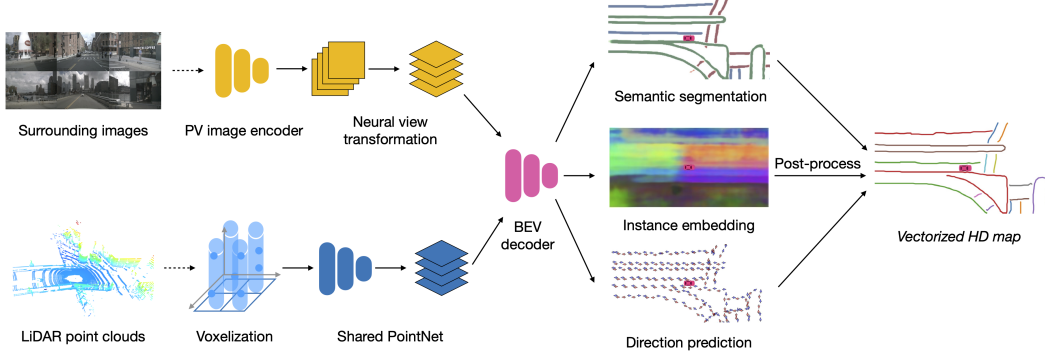 Surrounding images
PV image encoder
Neural view
transformation
BEV
decoder
Semantic segmentation
Instance embedding
Post-process
Vectorized HD map
Direction prediction
LiDAR point clouds
Voxelization
Shared PointNet